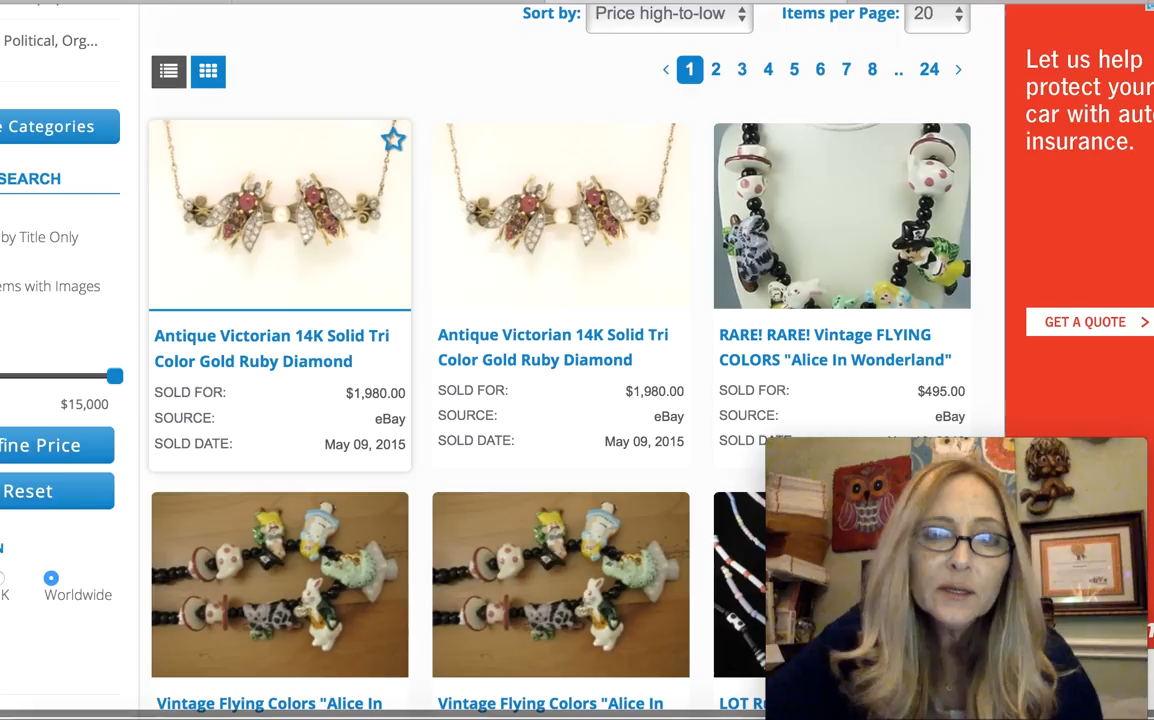 Sort by: Price high-to-low Items per Page: 20
Political, Org...
1 2 3 4 5 6 7 8 .. 24
Categories
SEARCH
by Title Only
ems with Images
$15,000
fine Price
Reset
K Worldwide
Antique Victorian 14K Solid Tri
Color Gold Ruby Diamond
SOLD FOR: $1,980.00
SOURCE: eBay
SOLD DATE: May 09, 2015
Antique Victorian 14K Solid Tri
Color Gold Ruby Diamond
SOLD FOR: $1,980.00
SOURCE: eBay
SOLD DATE: May 09, 2015
RARE! RARE! Vintage FLYING
COLORS "Alice In Wonderland"
SOLD FOR: $495.00
SOURCE: eBay
SOLD
Vintage Flying Colors "Alice In
Vintage Flying Colors "Alice In
LOT
Let us help
protect your
car with aut
insurance.
GET A QUOTE